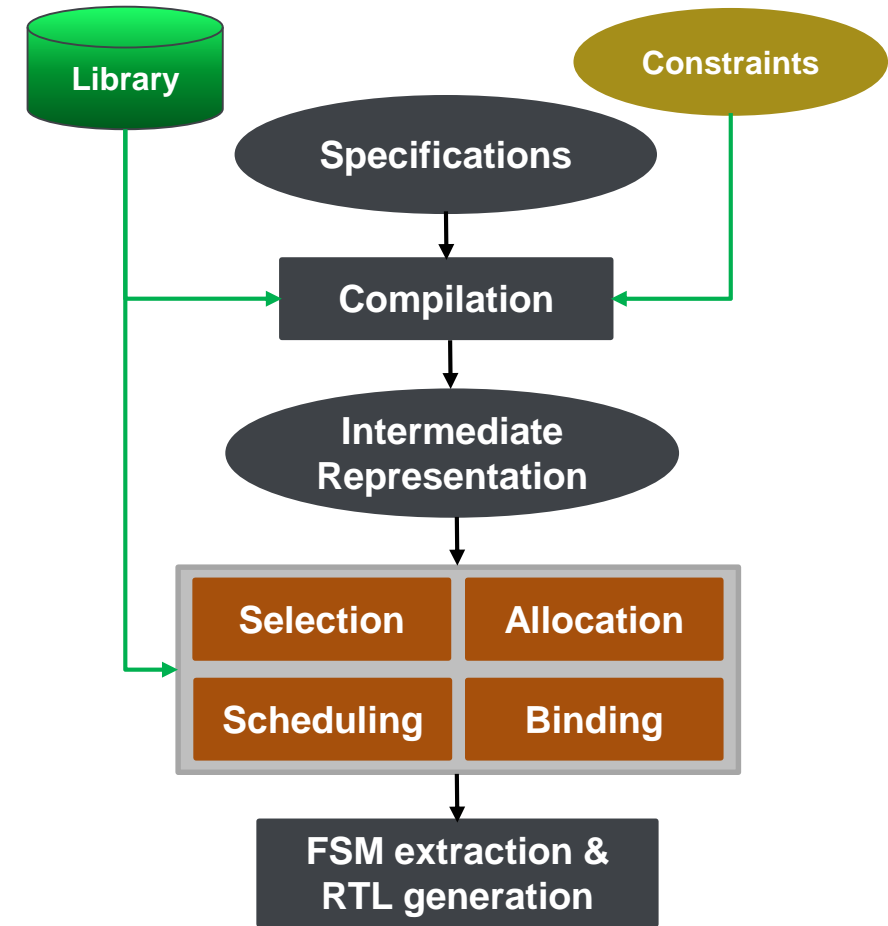 Library
Constraints
Specifications
Compilation
Intermediate
Representation
Selection
Allocation
Scheduling
Binding
FSM extraction &
RTL generation